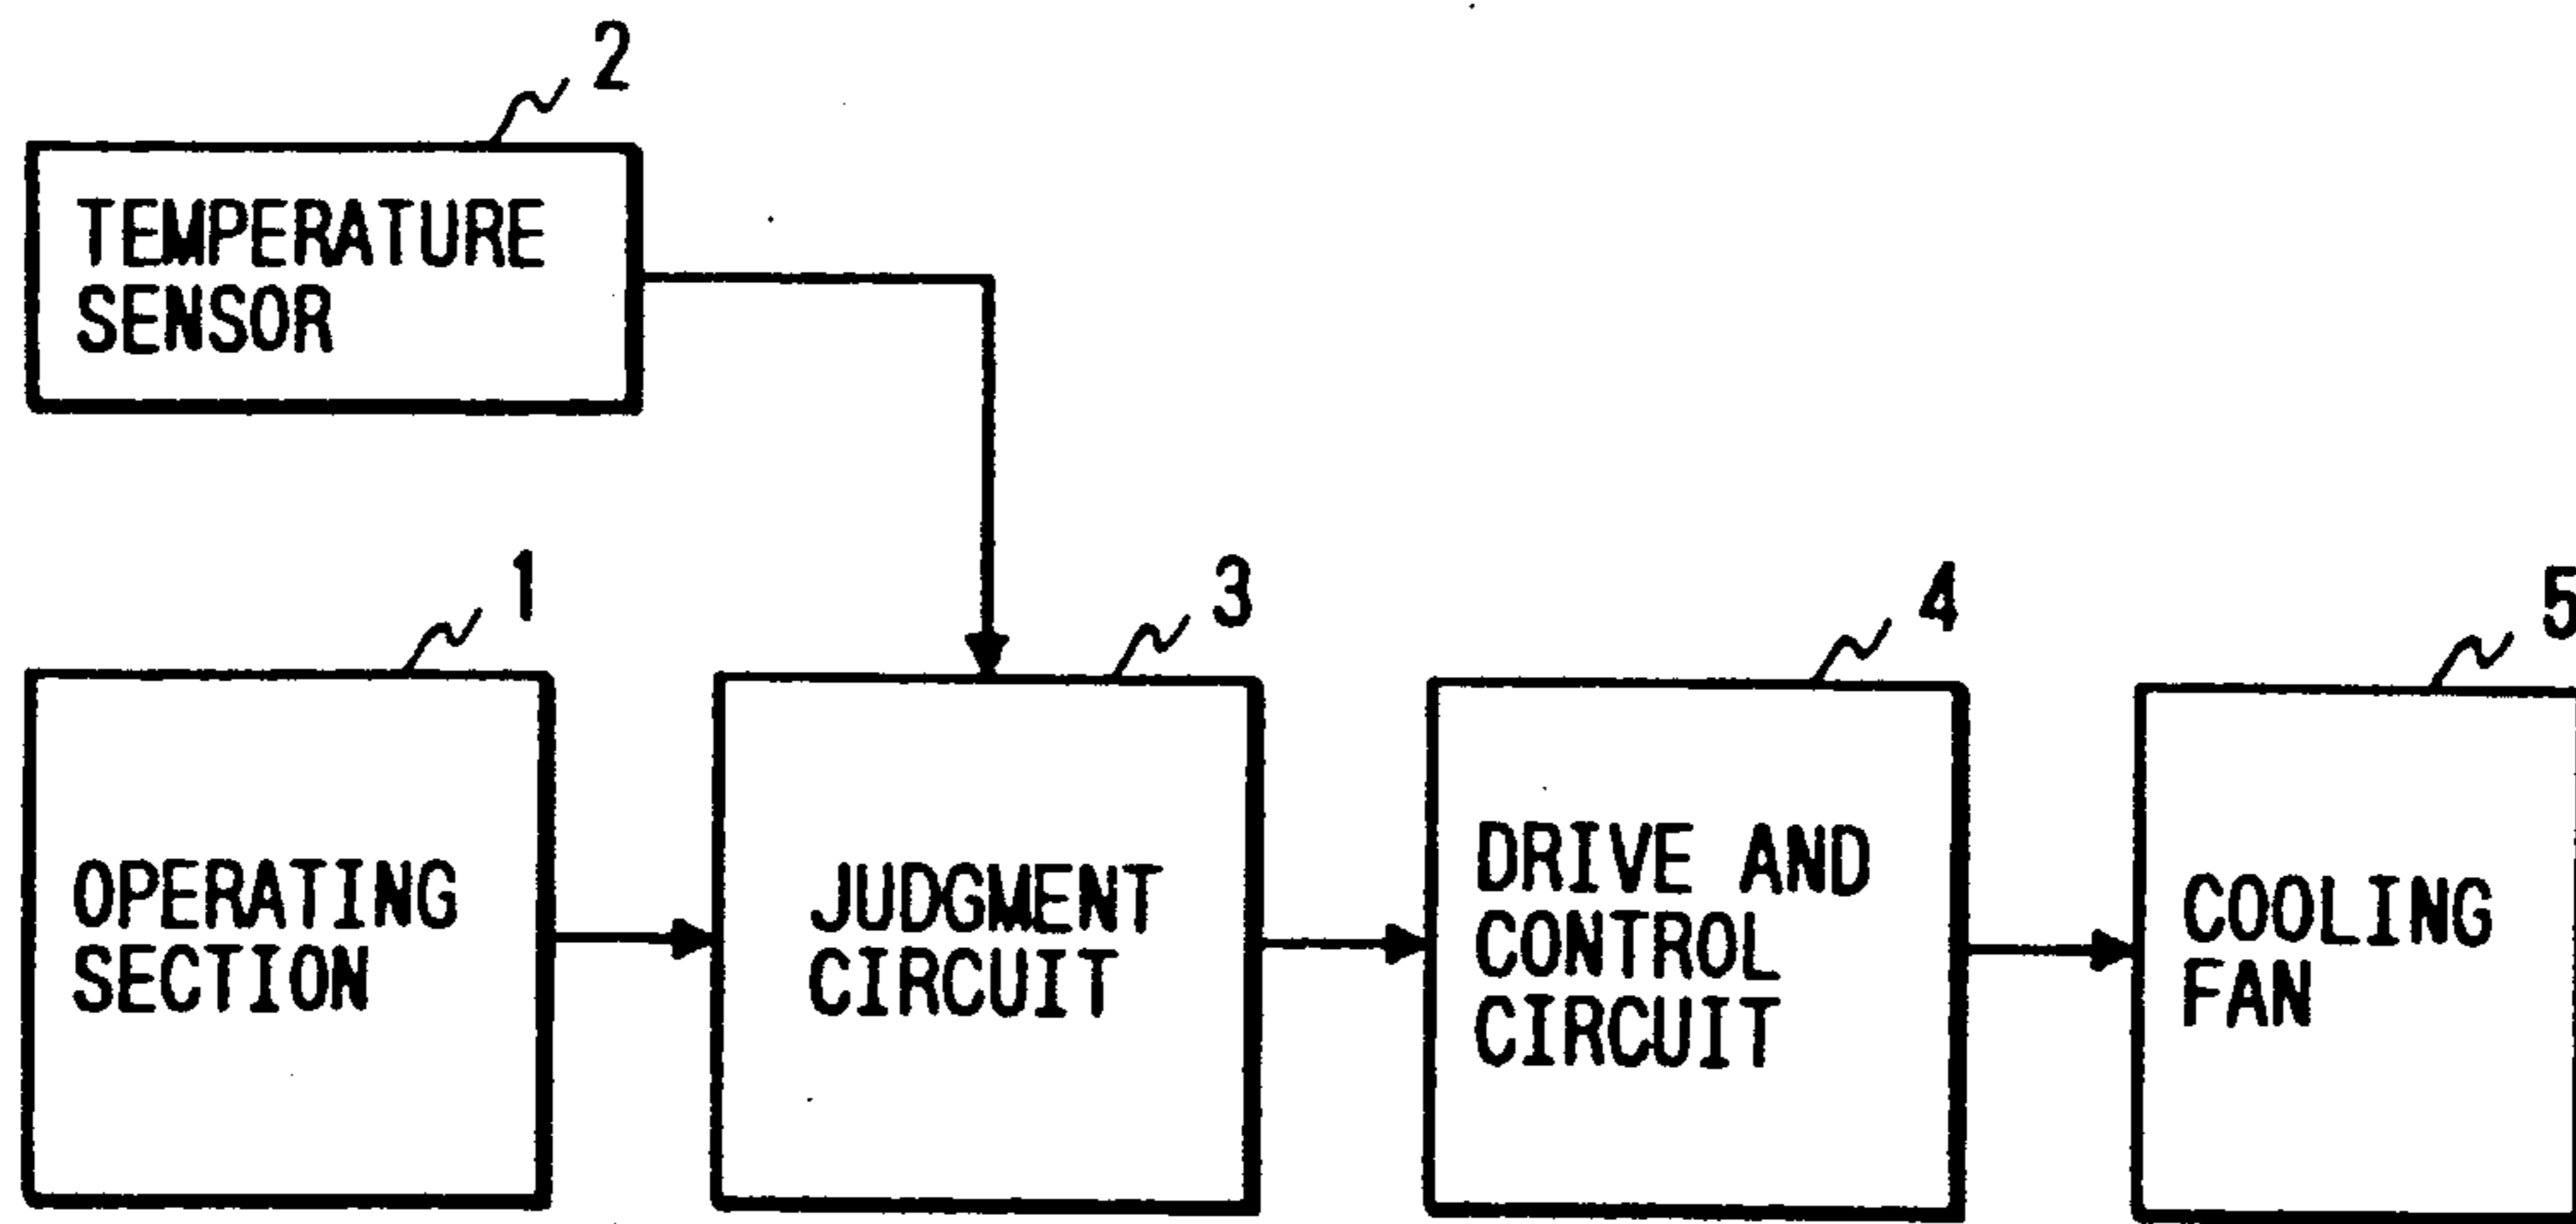 2
TEMPERATURE
SENSOR
1
3
4
5
OPERATING
SECTION
JUDGMENT
CIRCUIT
DRIVE AND
CONTROL
CIRCUIT
COOLING
FAN